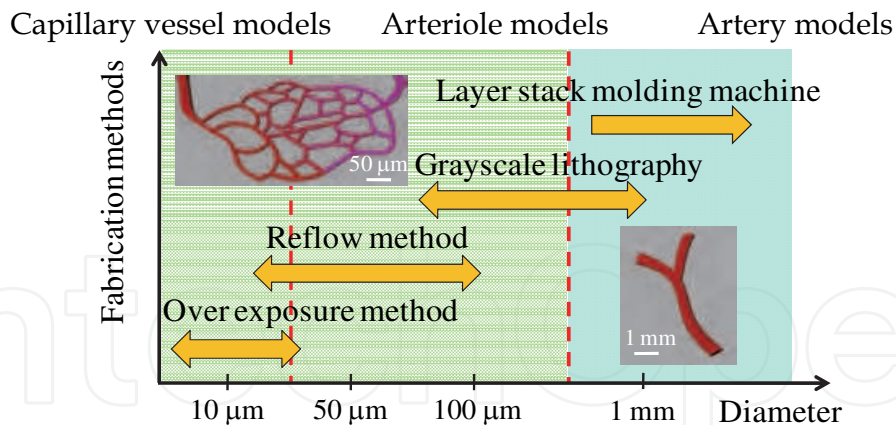 Capillary vessel models
Arteriole models
Artery models
Fabrication methods
Layer stack molding machine
50 μm
Grayscale lithography
Reflow method
Over exposure method
1 mm
10 μm
50 μm
100 μm
1 mm
Diameter